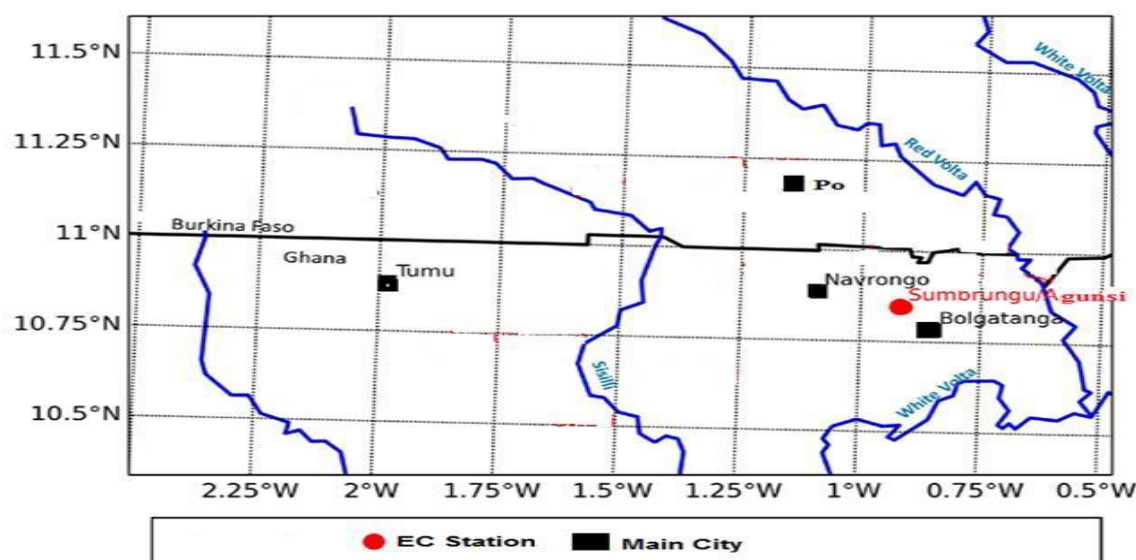 11.5°N
White Volta
11.25°N
Red Volta
Po
Burkina Faso
11°N
Ghana
Tumu
Navrongo
Sumbrungu/Agunsi
Bolgatanga
10.75°N
Sisili
White Volta
10.5°N
2.25°W 2°W 1.75°W 1.5°W 1.25°W 1°W 0.75°W 0.5°W
EC Station Main City